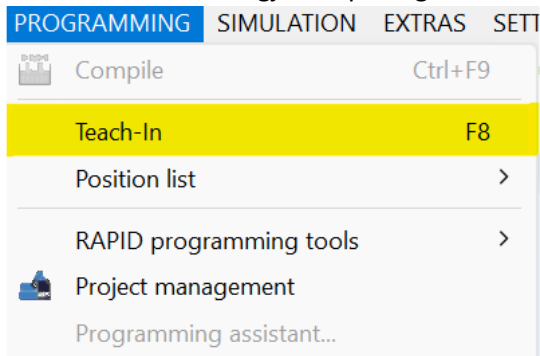 PROGRAMMING SIMULATION EXTRAS
Compile Ctrl+F9
Teach-In F8
Position list >
RAPID programming tools >
Project management
Programming assistant...